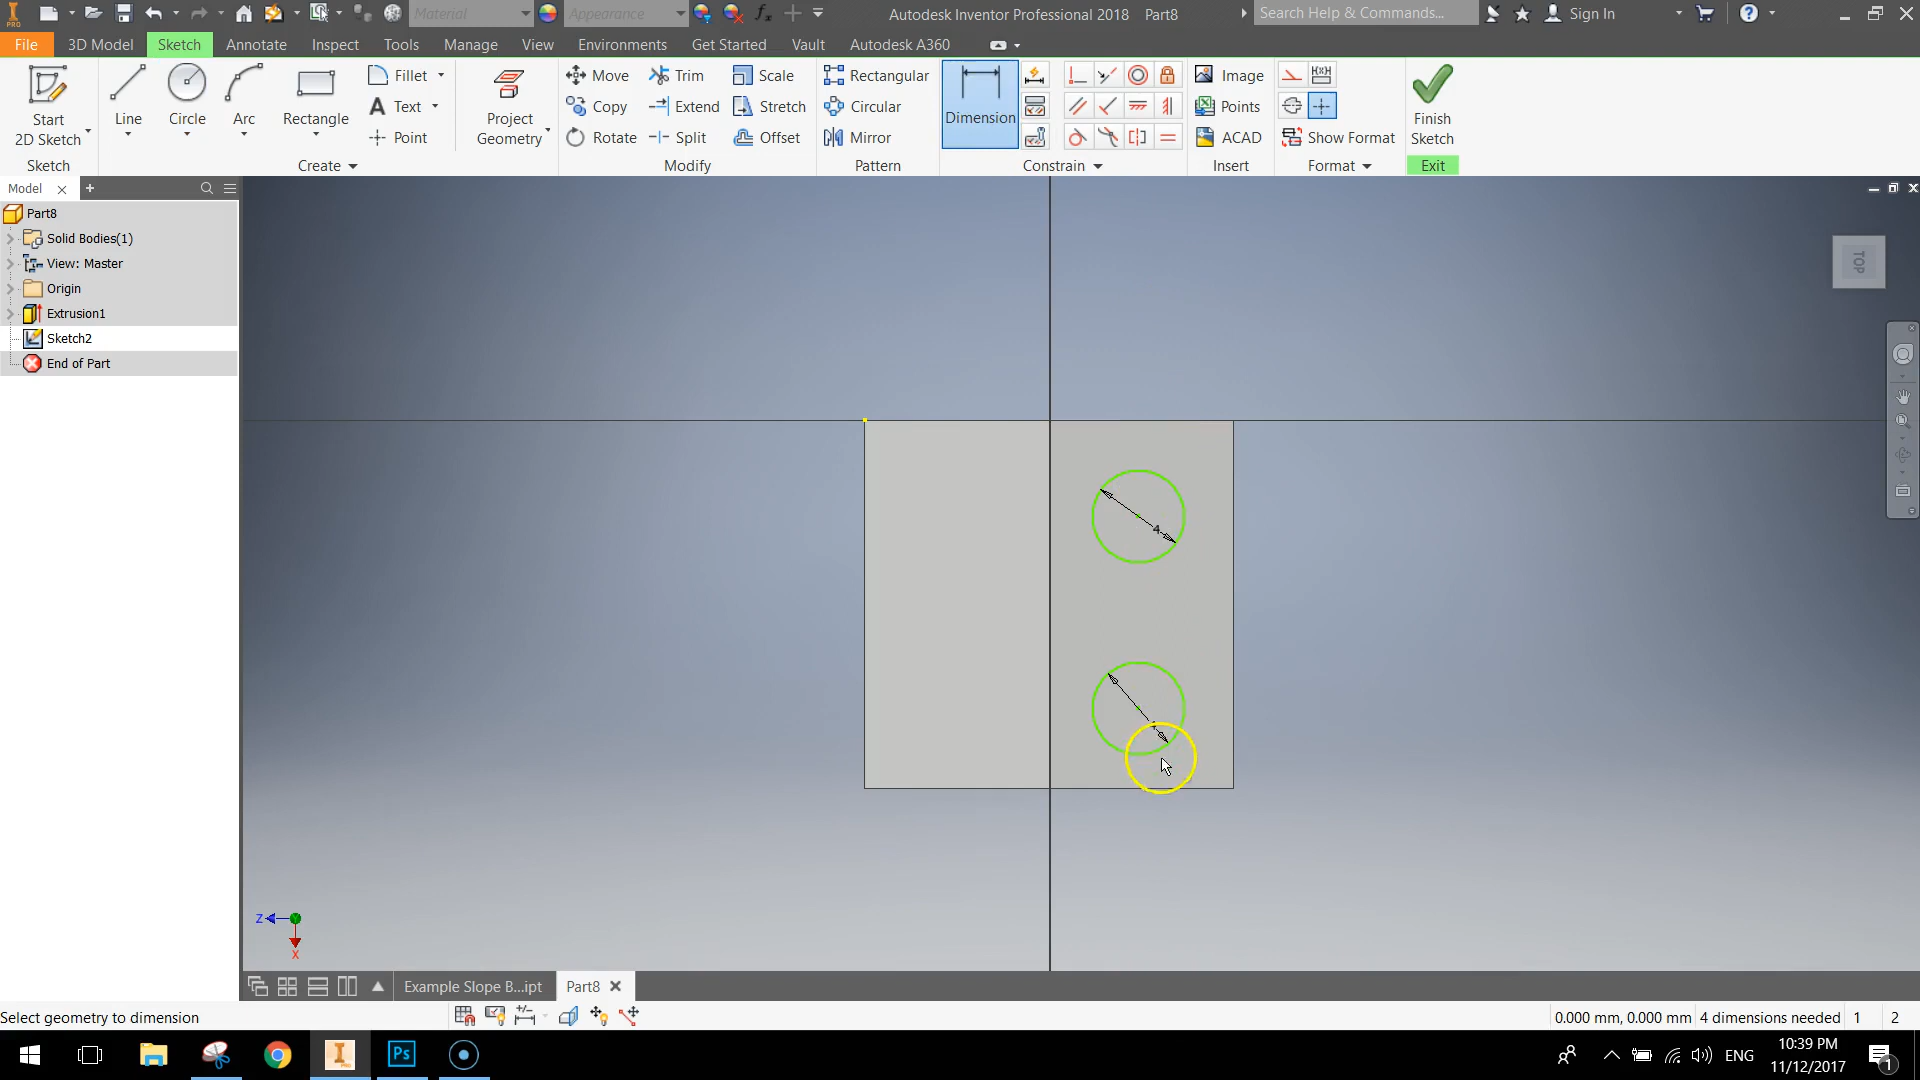 Material
Appearance
Autodesk Inventor Professional 2018 Part8
Search Help & Commands...
Sign In
PRO
File 3D Model Sketch Annotate Inspect Tools Manage View Environments Get Started Vault Autodesk A360
Start
2D Sketch
Line
Circle
Arc
Rectangle
Fillet
Text
Point
Project
Geometry
Move
Copy
Rotate
Trim
Extend
Split
Scale
Stretch
Offset
Rectangular
Circular
Mirror
Dimension
Image
Points
ACAD
Show Format
Finish
Sketch
Sketch Create Modify Pattern Constrain Insert Format Exit
Model
Part8
Solid Bodies(1)
View: Master
Origin
Extrusion1
Sketch2
End of Part
TOP
4
Z
X
Example Slope B...ipt
Part8
Select geometry to dimension
0.000 mm, 0.000 mm 4 dimensions needed 1 2
Ps
ENG
10:39 PM
11/12/2017
1